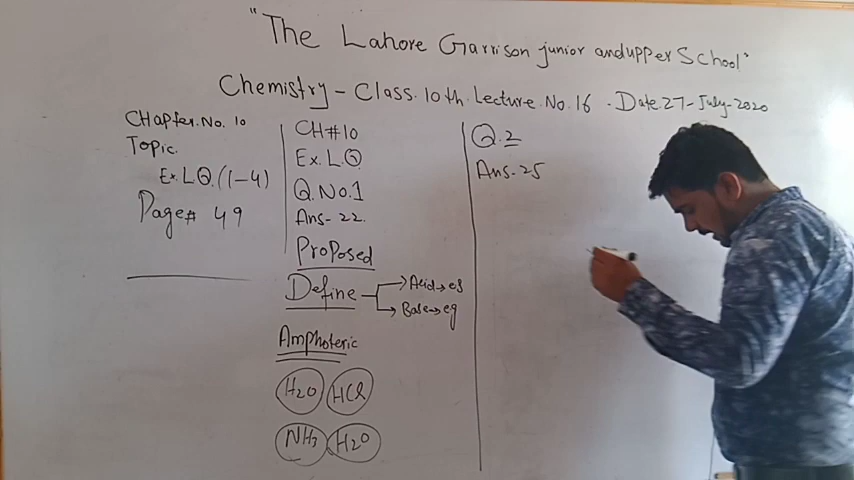 "The Lahore Garrison junior and upper School"
Chemistry - Class. 10th. Lecture. No. 16 . Date. 27 - July - 2020
CHapter. No. 10
Topic.
Ex. L Q. (1-4)
Page# 49
CH#10
Ex. L.Q
Q. No. 1
Ans- 22.
Proposed
Define → Acid → eg
→ Base → eg
Amphoteric
H2O HCl
NH3 H2O
Q. 2
Ans- 25